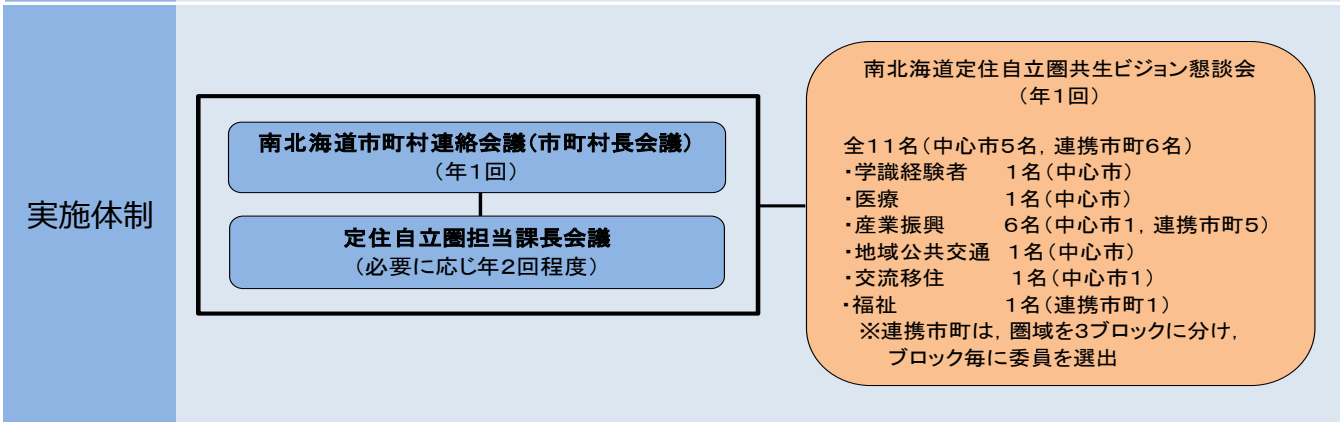 実施体制
南北海道市町村連絡会議(市町村長会議)
(年1回)
定住自立圏担当課長会議
(必要に応じ年2回程度)
南北海道定住自立圏共生ビジョン懇談会
(年1回)
全11名(中心市5名,連携市町6名)
・学識経験者 1名(中心市)
・医療 1名(中心市)
・産業振興 6名(中心市1,連携市町5)
・地域公共交通 1名(中心市)
・交流移住 1名(中心市1)
・福祉 1名(連携市町1)
※連携市町は,圏域を3ブロックに分け,
ブロック毎に委員を選出